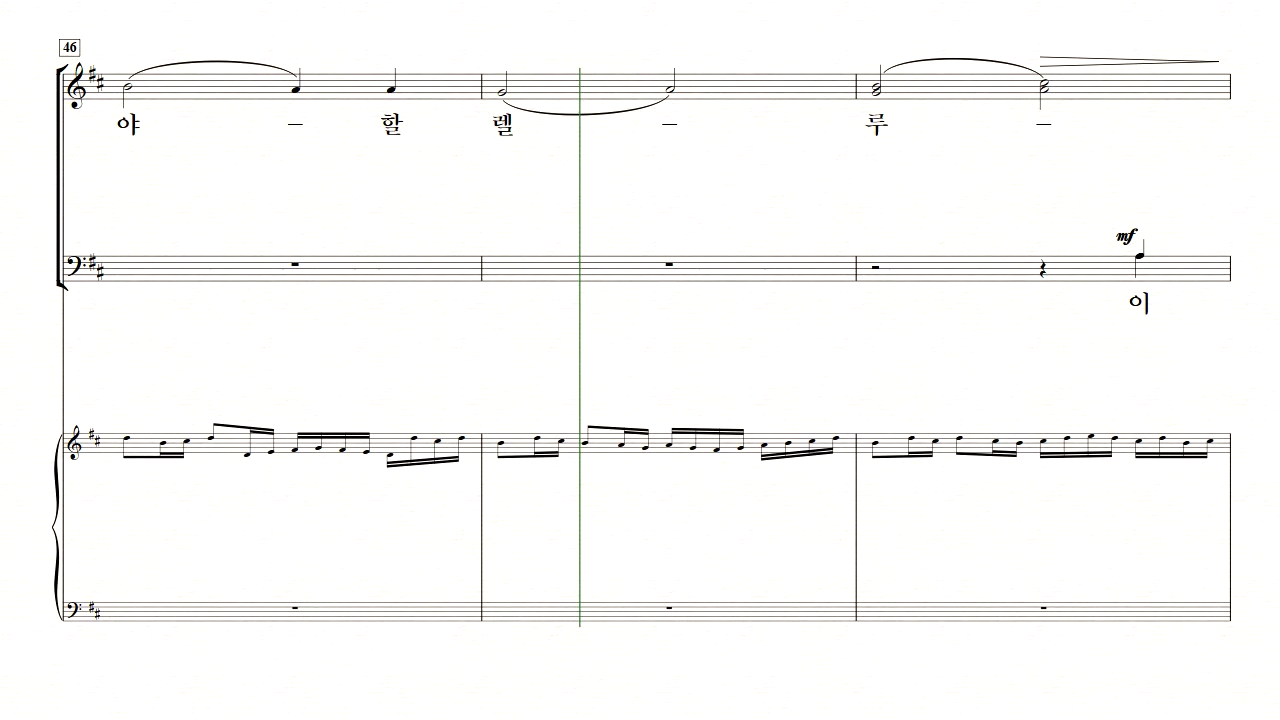 46
야 – 할 렐 – 루 –
mf
이